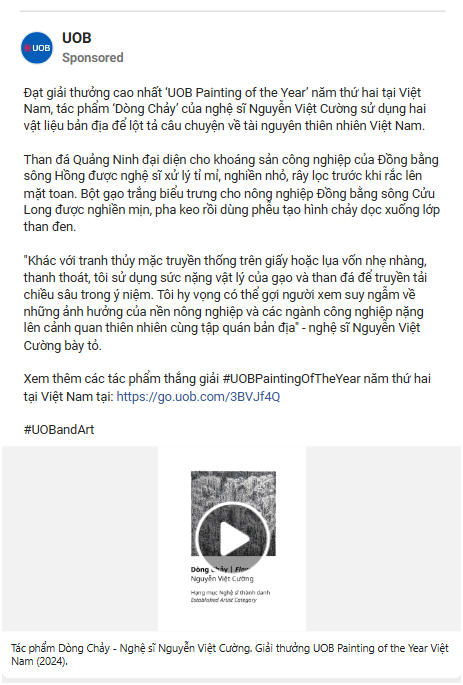 UOB
UOB
Sponsored
Đạt giải thưởng cao nhất 'UOB Painting of the Year' năm thứ hai tại Việt
Nam, tác phẩm 'Dòng Chảy' của nghệ sĩ Nguyễn Việt Cường sử dụng hai
vật liệu bản địa để lột tả câu chuyện về tài nguyên thiên nhiên Việt Nam.
Than đá Quảng Ninh đại diện cho khoáng sản công nghiệp của Đồng bằng
sông Hồng được nghệ sĩ xử lý tỉ mỉ, nghiền nhỏ, rây lọc trước khi rắc lên
mặt toan. Bột gạo trắng biểu trưng cho nông nghiệp Đồng bằng sông Cửu
Long được nghiền mịn, pha keo rồi dùng phễu tạo hình chảy dọc xuống lớp
than đen.
"Khác với tranh thủy mặc truyền thống trên giấy hoặc lụa vốn nhẹ nhàng,
thanh thoát, tôi sử dụng sức nặng vật lý của gạo và than đá để truyền tải
chiều sâu trong ý niệm. Tôi hy vọng có thể gợi người xem suy ngẫm về
những ảnh hưởng của nền nông nghiệp và các ngành công nghiệp nặng
lên cảnh quan thiên nhiên cùng tập quán bản địa" - nghệ sĩ Nguyễn Việt
Cường bày tỏ.
Xem thêm các tác phẩm thắng giải #UOBPaintingOfTheYear năm thứ hai
tại Việt Nam tại: https://go.uob.com/3BVJf4Q
#UOBandArt
Dòng Chảy |
Nguyễn Việt Cường
Hạng mục Nghệ sĩ thành danh
Established Artist Category
Tác phẩm Dòng Chảy - Nghệ sĩ Nguyễn Việt Cường. Giải thưởng UOB Painting of the Year Việt
Nam (2024).